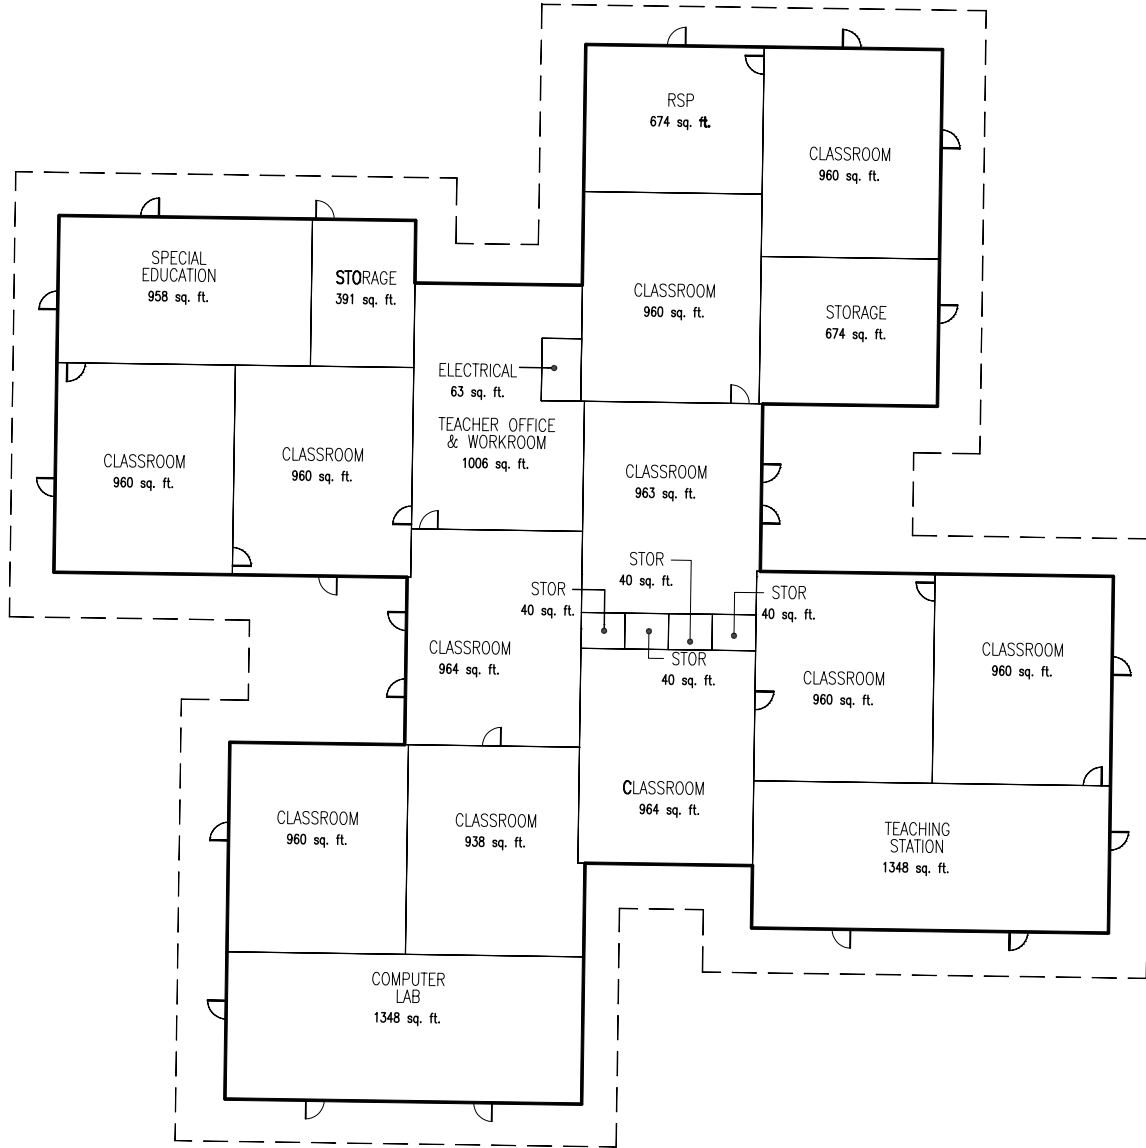 RSP
674 sq. ft.
CLASSROOM
960 sq. ft.
SPECIAL
EDUCATION
958 sq. ft.
STORAGE
391 sq. ft.
CLASSROOM
960 sq. ft.
STORAGE
674 sq. ft.
ELECTRICAL
63 sq. ft.
TEACHER OFFICE
& WORKROOM
1006 sq. ft.
CLASSROOM
960 sq. ft.
CLASSROOM
960 sq. ft.
CLASSROOM
963 sq. ft.
STOR
40 sq. ft.
STOR
40 sq. ft.
STOR
40 sq. ft.
STOR
40 sq. ft.
CLASSROOM
964 sq. ft.
CLASSROOM
960 sq. ft.
CLASSROOM
960 sq. ft.
CLASSROOM
964 sq. ft.
CLASSROOM
960 sq. ft.
CLASSROOM
938 sq. ft.
TEACHING
STATION
1348 sq. ft.
COMPUTER
LAB
1348 sq. ft.